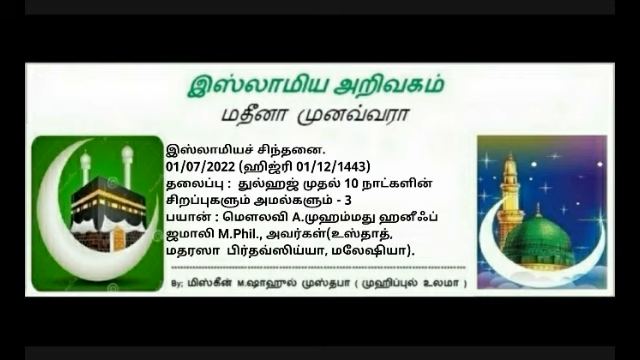 இஸ்லாமிய அறிவகம்
மதீனா முனவ்வரா
இஸ்லாமியச் சிந்தனை.
01/07/2022 (ஹிஜ்ரி 01/12/1443)
தலைப்பு : துல்ஹஜ் முதல் 10 நாட்களின்
சிறப்புகளும் அமல்களும் - 3
பயான் : மௌலவி A.முஹம்மது ஹனீஃப்
ஜமாலி M.Phil., அவர்கள்(உஸ்தாத்,
மதரஸா பிர்தவ்ஸிய்யா, மலேஷியா).
By; மிஸ்கீன் M.ஷாஹுல் முஸ்தபா ( முஹிப்புல் உலமா )